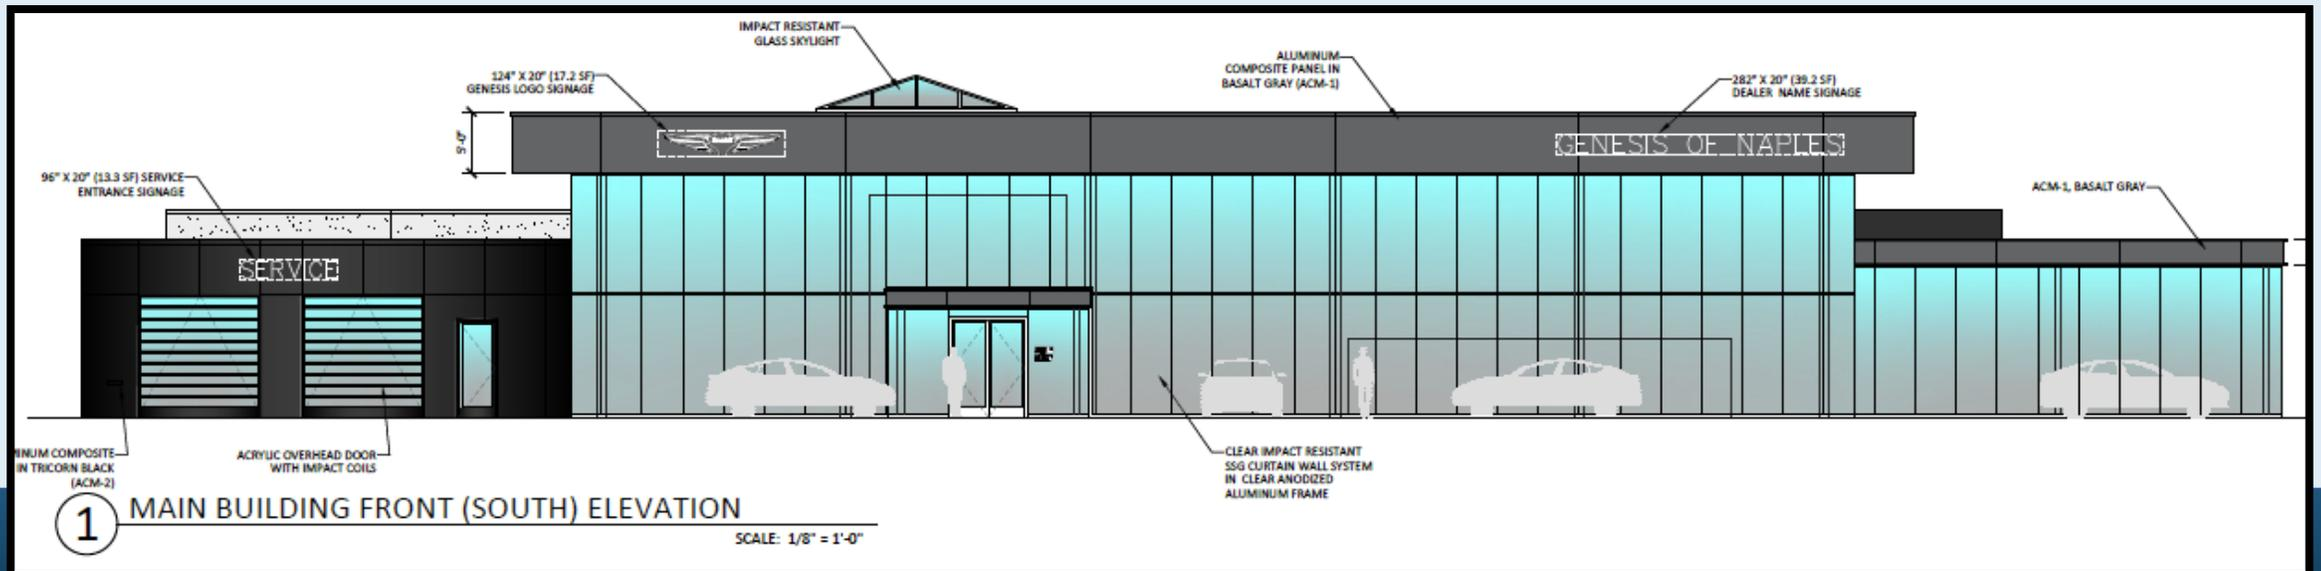 IMPACT RESISTANT
GLASS SKYLIGHT
124" X 20" (17.2 SF)
GENESIS LOGO SIGNAGE
ALUMINUM
COMPOSITE PANEL IN
BASALT GRAY (ACM-1)
282" X 20" (39.2 SF)
DEALER NAME SIGNAGE
GENESIS OF NAPLES
96" X 20" (13.3 SF) SERVICE
ENTRANCE SIGNAGE
ACM-1, BASALT GRAY
SERVICE
MINUM COMPOSITE
IN TRICORN BLACK
(ACM-2)
ACRYLIC OVERHEAD DOOR
WITH IMPACT COILS
CLEAR IMPACT RESISTANT
SSG CURTAIN WALL SYSTEM
IN CLEAR ANODIZED
ALUMINUM FRAME
1
MAIN BUILDING FRONT (SOUTH) ELEVATION
SCALE: 1/8" = 1'-0"